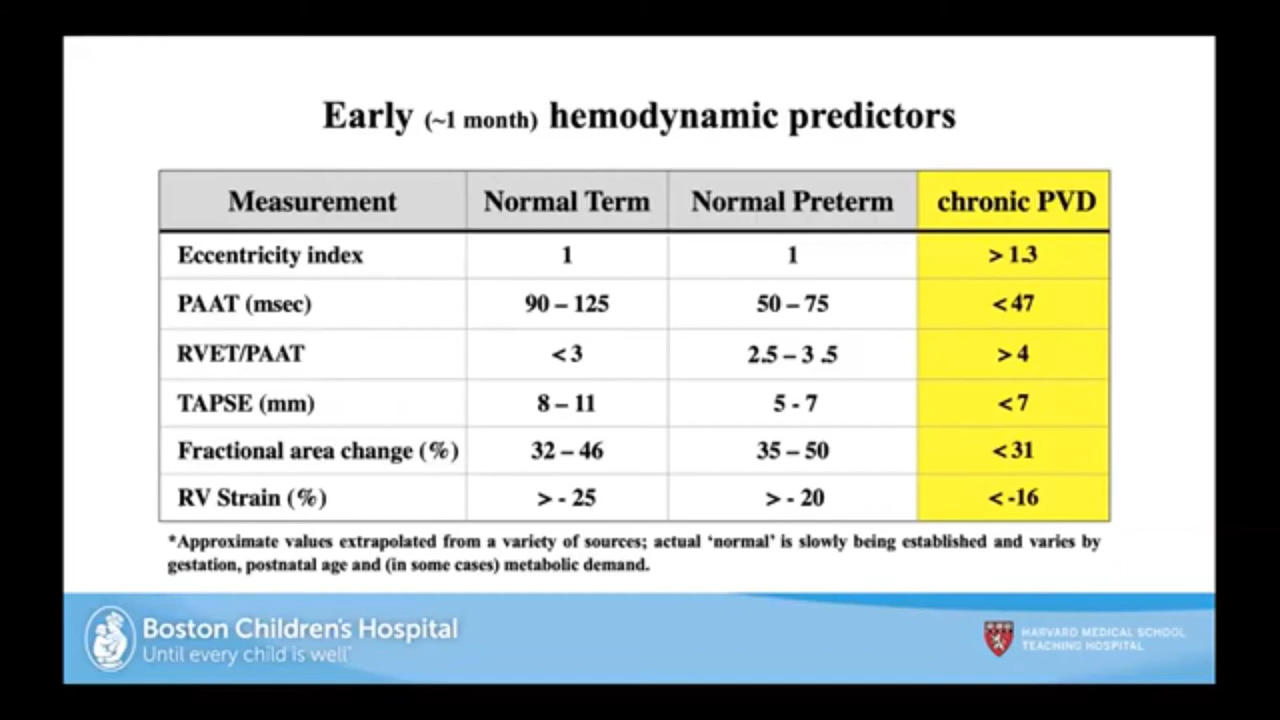 Early (~1 month) hemodynamic predictors
Measurement Normal Term Normal Preterm chronic PVD
Eccentricity index 1 1 > 1.3
PAAT (msec) 90 – 125 50 – 75 < 47
RVET/PAAT < 3 2.5 – 3 .5 > 4
TAPSE (mm) 8 – 11 5 - 7 < 7
Fractional area change (%) 32 – 46 35 – 50 < 31
RV Strain (%) > - 25 > - 20 < -16
*Approximate values extrapolated from a variety of sources; actual ‘normal’ is slowly being established and varies by
gestation, postnatal age and (in some cases) metabolic demand.
Boston Children's Hospital
Until every child is well™
HARVARD MEDICAL SCHOOL
TEACHING HOSPITAL